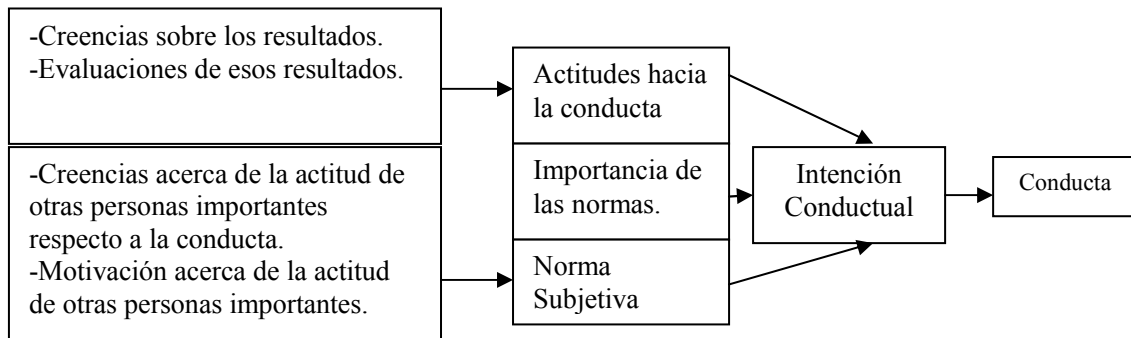 -Creencias sobre los resultados.
-Evaluaciones de esos resultados.
-Creencias acerca de la actitud de
otras personas importantes
respecto a la conducta.
-Motivación acerca de la actitud
de otras personas importantes.
Actitudes hacia
la conducta
Importancia de
las normas.
Norma
Subjetiva
Intención
Conductual
Conducta